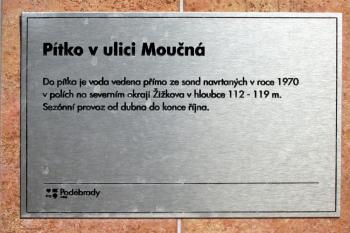 Pítko v ulici Moučná
Do pítka je voda vedena přímo ze sond navrtaných v roce 1970
v polích na severním okraji Žižkova v hloubce 112 - 119 m.
Sezónní provoz od dubna do konce října.
Poděbrady